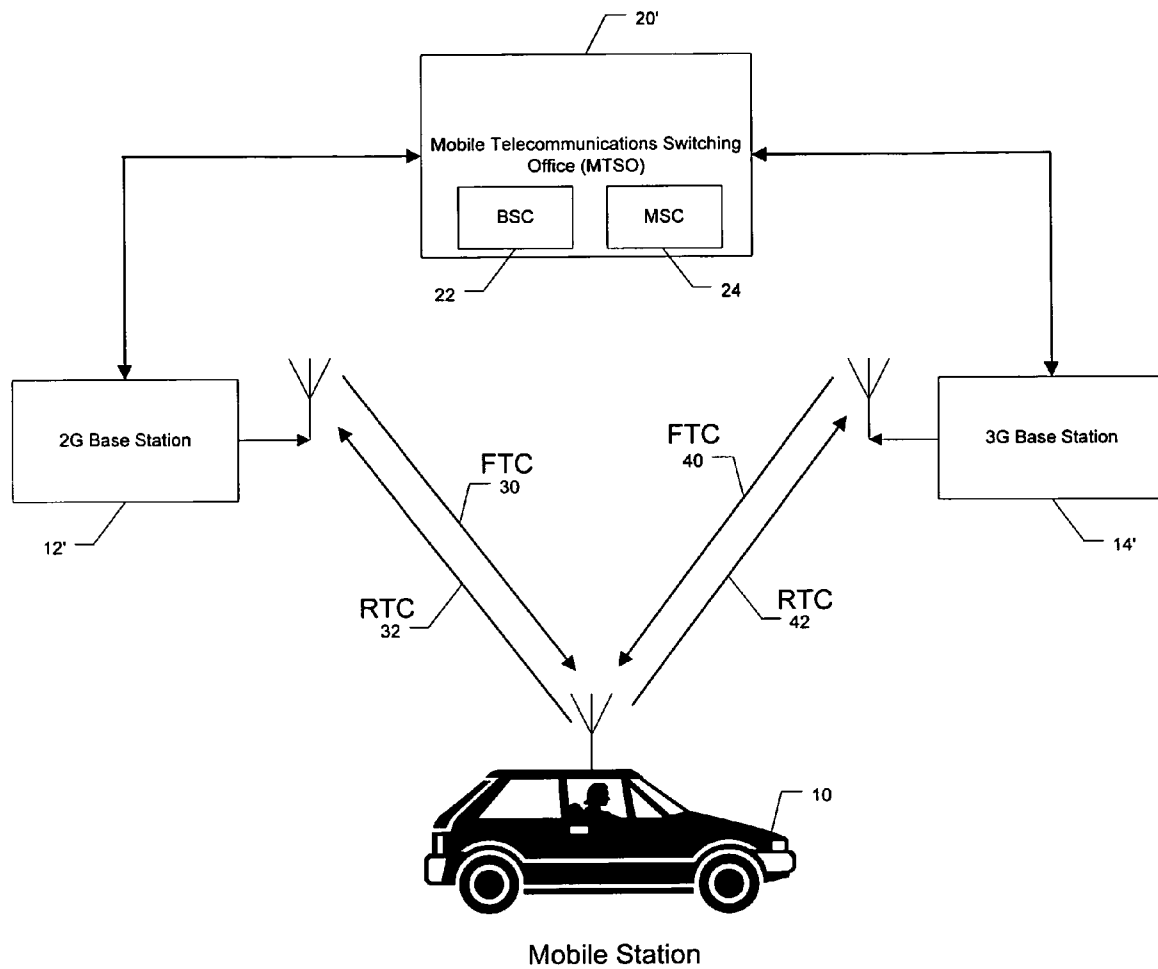 20'
Mobile Telecommunications Switching
Office (MTSO)
BSC
MSC
22
24
2G Base Station
3G Base Station
12'
14'
FTC
30
FTC
40
RTC
32
RTC
42
10
Mobile Station